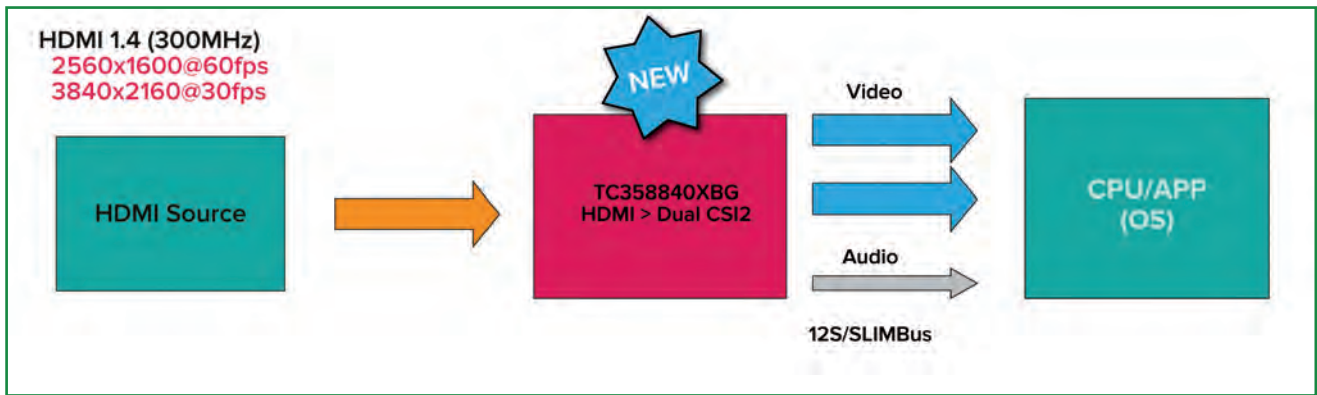 HDMI 1.4 (300MHz)
2560x1600@60fps
3840x2160@30fps
HDMI Source
NEW
TC358840XBG
HDMI > Dual CSI2
Video
Audio
12S/SLIMBus
CPU/APP
(O5)